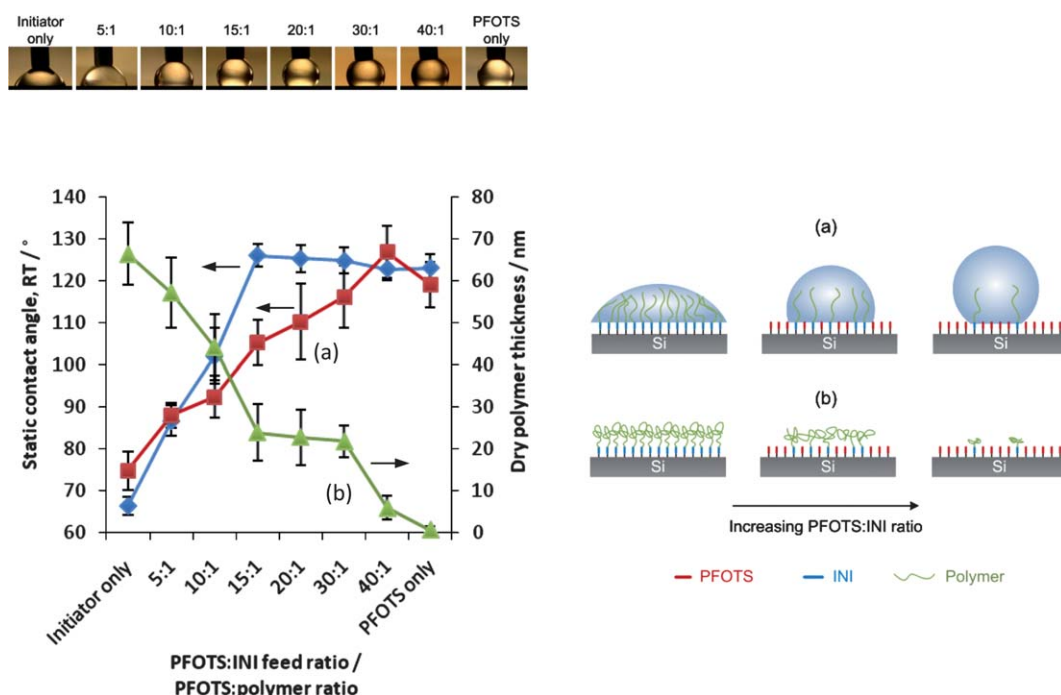 Initiator only
5:1
10:1
15:1
20:1
30:1
40:1
PFOTS only
140
130
120
110
100
90
80
70
60
Static contact angle, RT / °
80
70
60
50
40
30
20
10
0
Dry polymer thickness / nm
(a)
(b)
Initiator only
5:1
10:1
15:1
20:1
30:1
40:1
PFOTS only
PFOTS:INI feed ratio /
PFOTS:polymer ratio
(a)
Si
Si
Si
(b)
Si
Si
Si
Increasing PFOTS:INI ratio
PFOTS
INI
Polymer